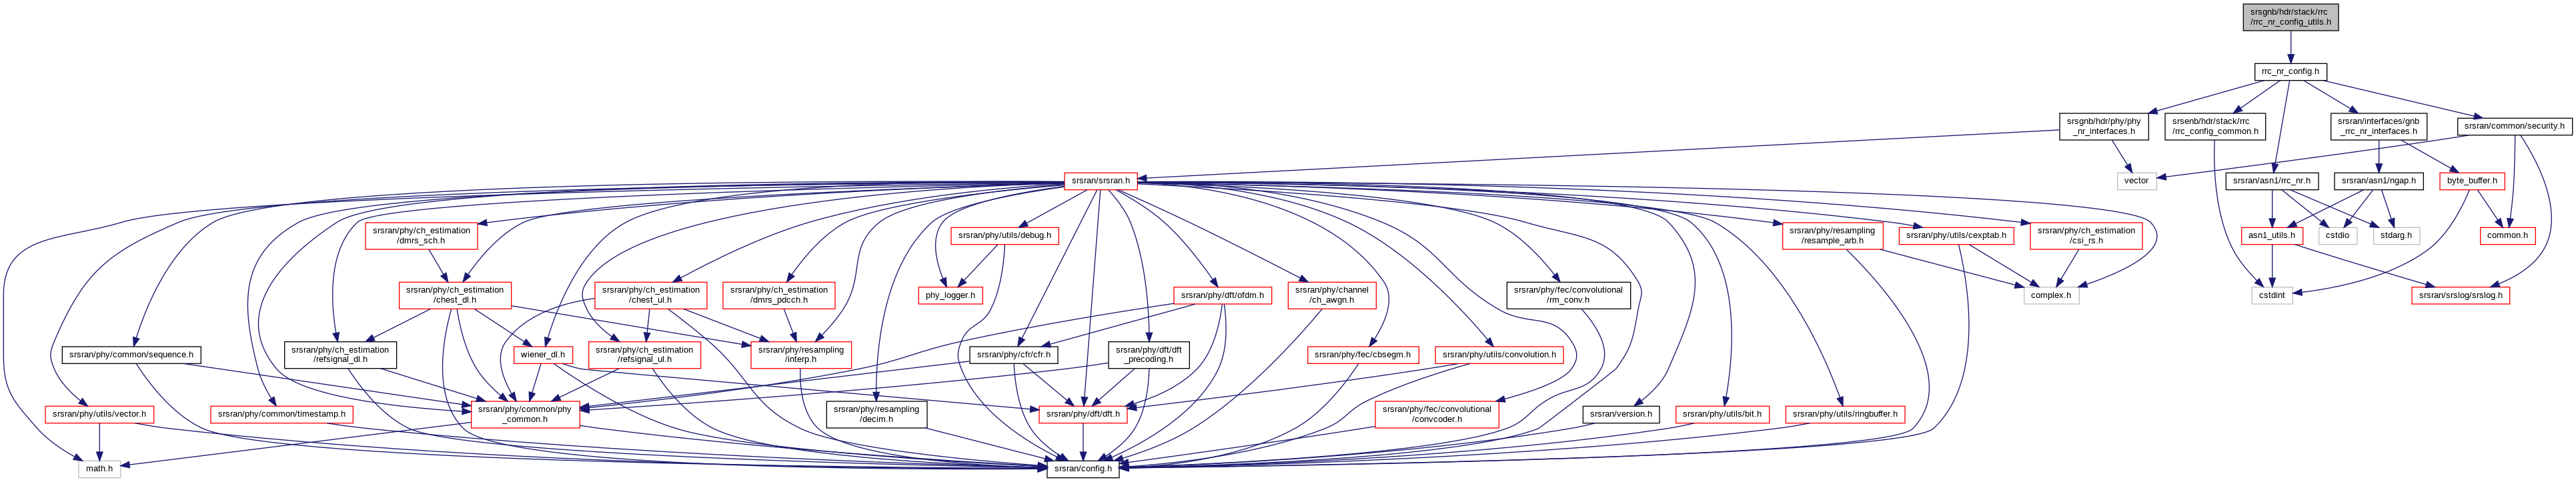 srsgnb/hdr/stack/rrc
/rrc_nr_config_utils.h
rrc_nr_config.h
srsgnb/hdr/phy/phy
_nr_interfaces.h
srsenb/hdr/stack/rrc
/rrc_config_common.h
srsran/interfaces/gnb
_rrc_nr_interfaces.h
srsran/common/security.h
srsran/srsran.h
vector
srsran/asn1/rrc_nr.h
srsran/asn1/ngap.h
byte_buffer.h
srsran/phy/ch_estimation
/dmrs_sch.h
srsran/phy/utils/debug.h
srsran/phy/resampling
/resample_arb.h
srsran/phy/utils/cexptab.h
srsran/phy/ch_estimation
/csi_rs.h
asn1_utils.h
cstdio
stdarg.h
common.h
srsran/phy/ch_estimation
/chest_dl.h
srsran/phy/ch_estimation
/chest_ul.h
srsran/phy/ch_estimation
/dmrs_pdcch.h
phy_logger.h
srsran/phy/dft/ofdm.h
srsran/phy/channel
/ch_awgn.h
srsran/phy/fec/convolutional
/rm_conv.h
complex.h
cstdint
srsran/srslog/srslog.h
srsran/phy/common/sequence.h
srsran/phy/ch_estimation
/refsignal_dl.h
wiener_dl.h
srsran/phy/ch_estimation
/refsignal_ul.h
srsran/phy/resampling
/interp.h
srsran/phy/cfr/cfr.h
srsran/phy/dft/dft
_precoding.h
srsran/phy/fec/cbsegm.h
srsran/phy/utils/convolution.h
srsran/phy/utils/vector.h
srsran/phy/common/timestamp.h
srsran/phy/common/phy
_common.h
srsran/phy/resampling
/decim.h
srsran/phy/dft/dft.h
srsran/phy/fec/convolutional
/convcoder.h
srsran/version.h
srsran/phy/utils/bit.h
srsran/phy/utils/ringbuffer.h
math.h
srsran/config.h